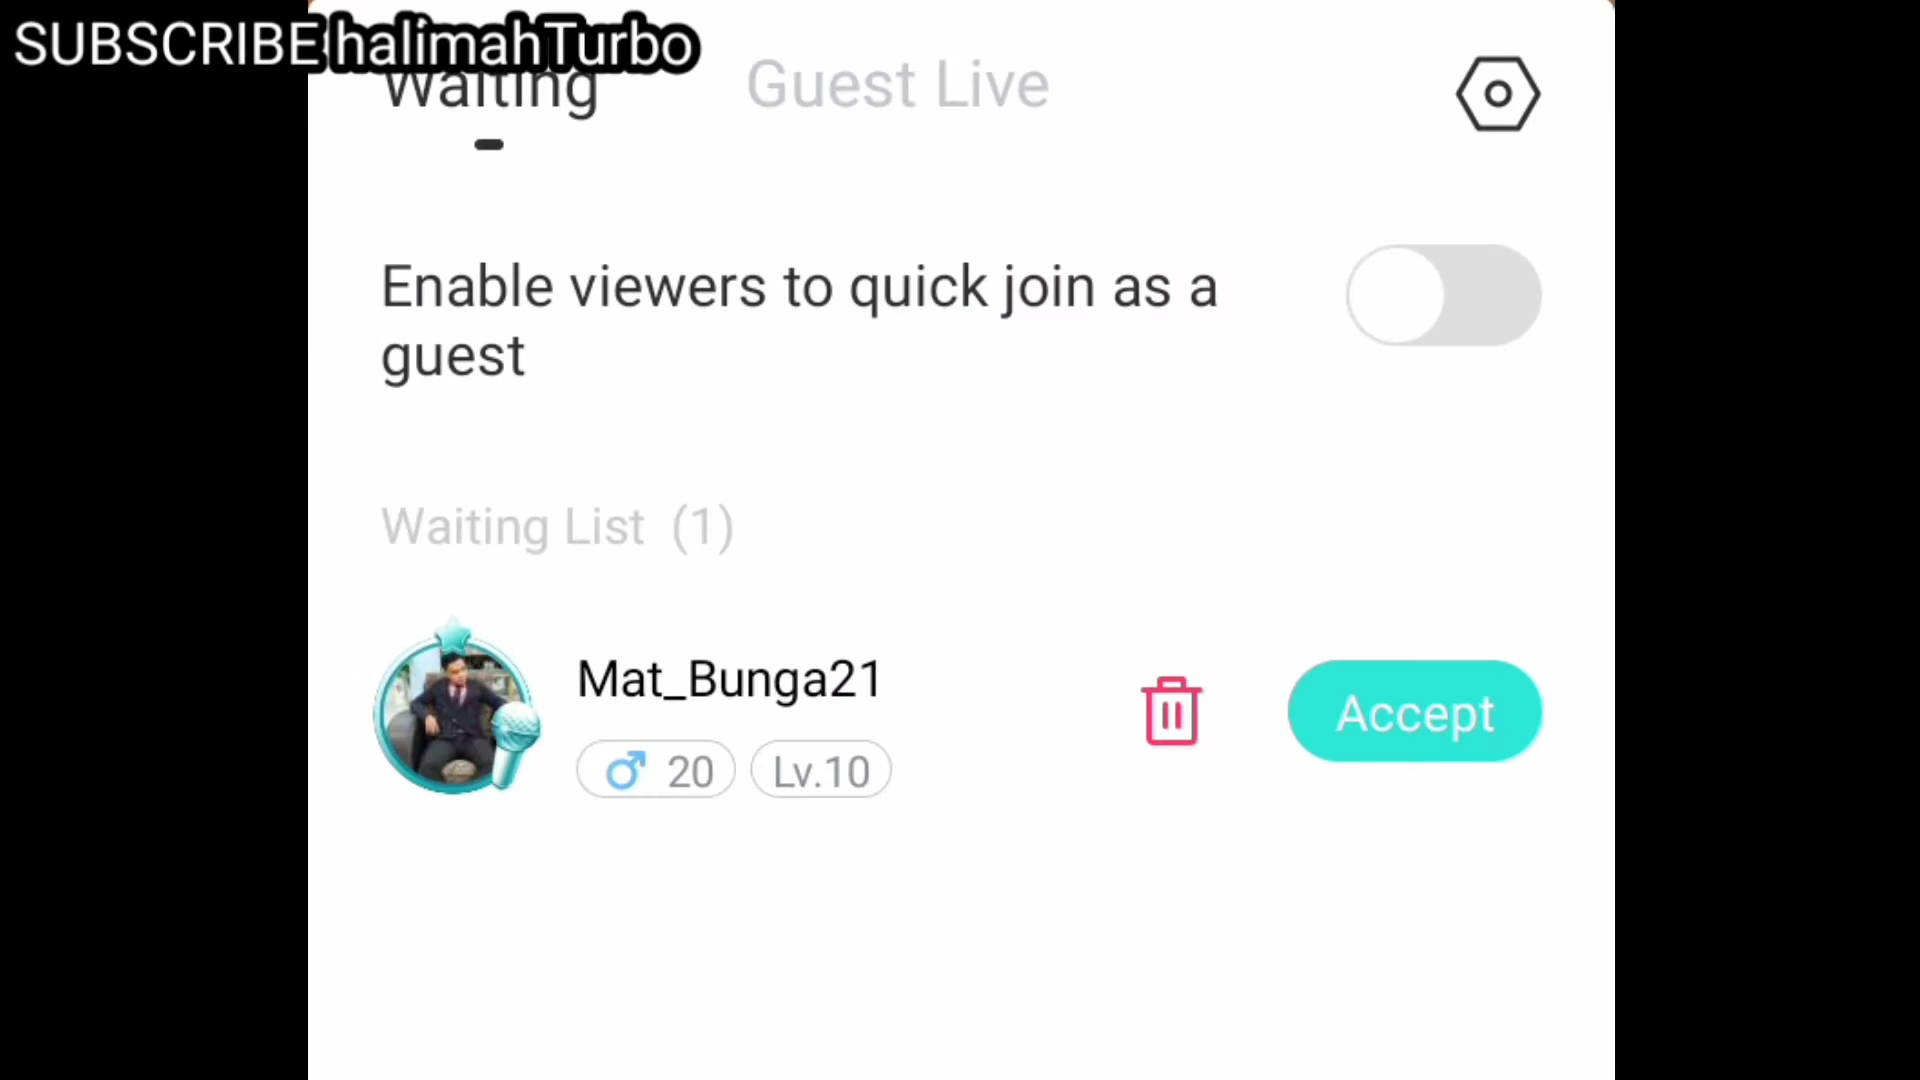 SUBSCRIBE halimahTurbo
Waiting
Guest Live
Enable viewers to quick join as a
guest
Waiting List (1)
Mat_Bunga21
Accept
♂ 20
Lv.10